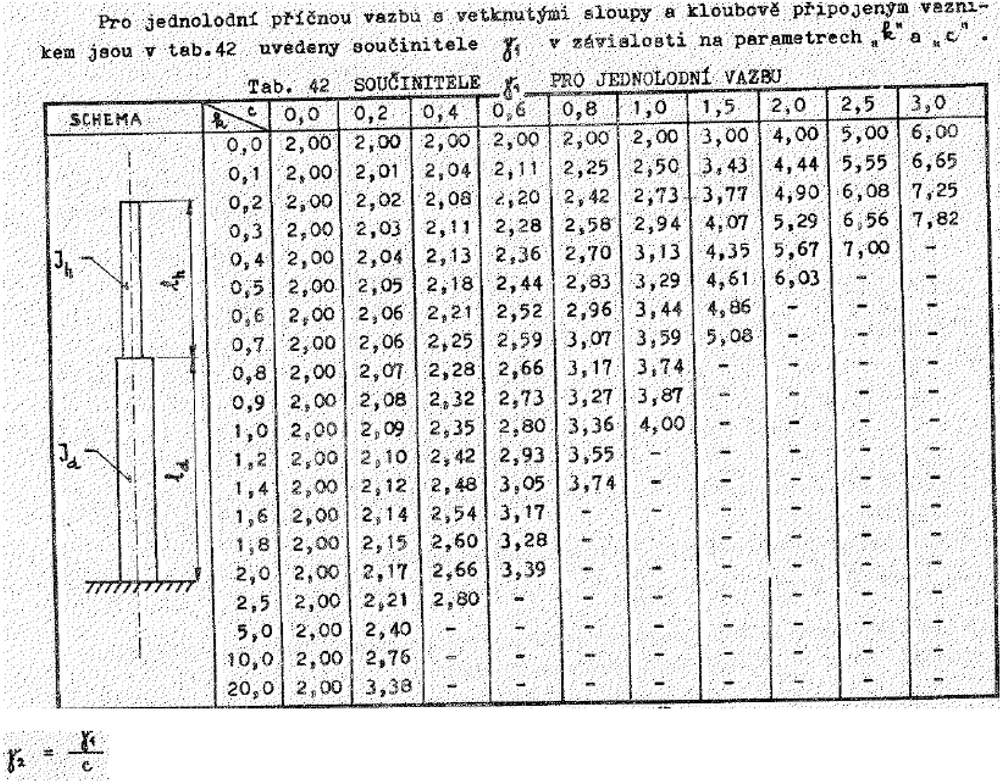 Pro jednolodní příčnou vazbu s vetknutými sloupy a kloubově připojeným vazní-
kem jsou v tab.42 uvedeny součinitele γ₁ v závislosti na parametrech „k" a „c" .
Tab. 42 SOUČINITELE γ₁ PRO JEDNOLODNÍ VAZBU
SCHEMA k c 0,0 0,2 0,4 0,6 0,8 1,0 1,5 2,0 2,5 3,0
0,0 2,00 2,00 2,00 2,00 2,00 2,00 3,00 4,00 5,00 6,00
0,1 2,00 2,01 2,04 2,11 2,25 2,50 3,43 4,44 5,55 6,65
0,2 2,00 2,02 2,08 2,20 2,42 2,73 3,77 4,90 6,08 7,25
0,3 2,00 2,03 2,11 2,28 2,58 2,94 4,07 5,29 6,56 7,82
0,4 2,00 2,04 2,13 2,36 2,70 3,13 4,35 5,67 7,00 -
0,5 2,00 2,05 2,18 2,44 2,83 3,29 4,61 6,03 - -
0,6 2,00 2,06 2,21 2,52 2,96 3,44 4,86 - - -
0,7 2,00 2,06 2,25 2,59 3,07 3,59 5,08 - - -
0,8 2,00 2,07 2,28 2,66 3,17 3,74 - - - -
0,9 2,00 2,08 2,32 2,73 3,27 3,87 - - - -
1,0 2,00 2,09 2,35 2,80 3,36 4,00 - - - -
1,2 2,00 2,10 2,42 2,93 3,55 - - - - -
1,4 2,00 2,12 2,48 3,05 3,74 - - - - -
1,6 2,00 2,14 2,54 3,17 - - - - - -
1,8 2,00 2,15 2,60 3,28 - - - - -
2,0 2,00 2,17 2,66 3,39 - - - - - -
2,5 2,00 2,21 2,80 - - - - - - -
5,0 2,00 2,40 - - - - - - - -
10,0 2,00 2,76 - - - - - - - -
20,0 2,00 3,38 - - - - - - - -
J_h
l_h
J_d
l_d
γ₂ = γ₁ / c